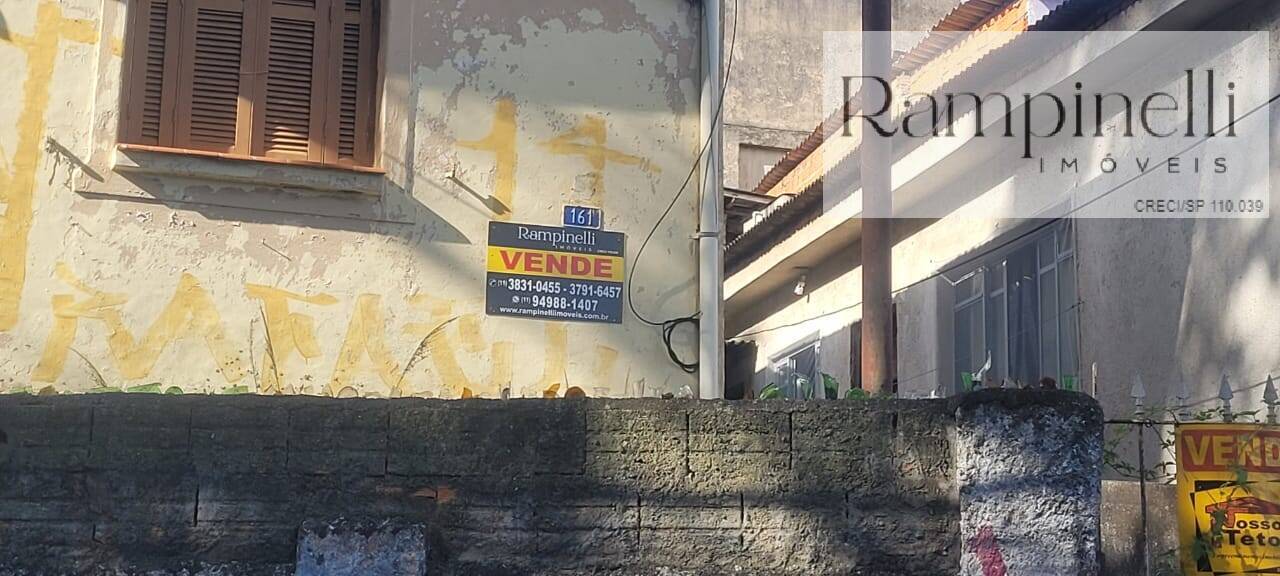 Rampinelli
IMÓVEIS
CRECI/SP 110.039
161
Rampinelli
IMÓVEIS
VENDE
(11) 3831-0455 - 3791-6457
(11) 94988-1407
www.rampinelliimoveis.com.br
VEND
Nosso
Teto